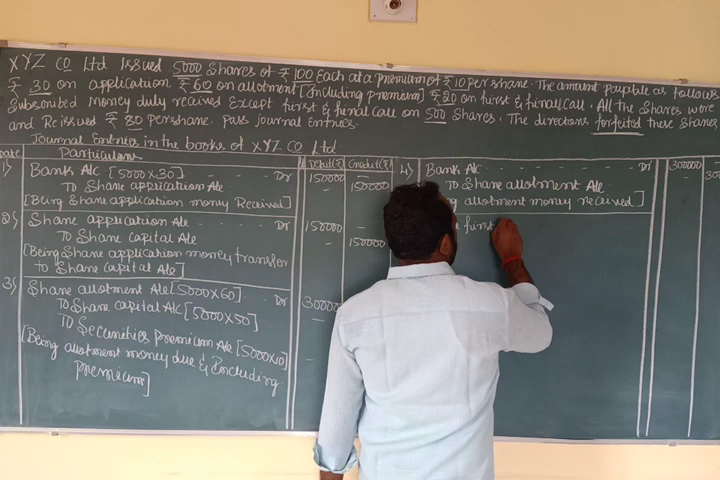 XYZ Co Ltd Issued 5000 Shares of ₹ 100 Each at a premium of ₹ 10 per share. The amount payable as follows
₹ 30 on application ₹ 60 on allotment [Including premium] ₹ 20 on first & final call. All the Shares were
Subscribed money duly received Except first & final call on 500 Shares. The directors forfeited these Shares
and Reissued ₹ 80 per share. Pass journal Entries.
Journal Entries in the books of XYZ Co Ltd.
Date Particulars Debit(₹) Credit(₹)
1) Bank A/c [5000x30] Dr 150000 –
To Share application A/c – 150000
[Being Share application money Received]
2) Share application A/c Dr 150000 –
To Share capital A/c – 150000
[Being Share application money transfer
to Share capital A/c]
3) Share allotment A/c [5000x60] Dr 300000
To Share capital A/c [5000x50] –
To Securities premium A/c [5000x10] –
[Being allotment money due & Including
premium]
4) Bank A/c Dr 300000
To Share allotment A/c
allotment money received]
first